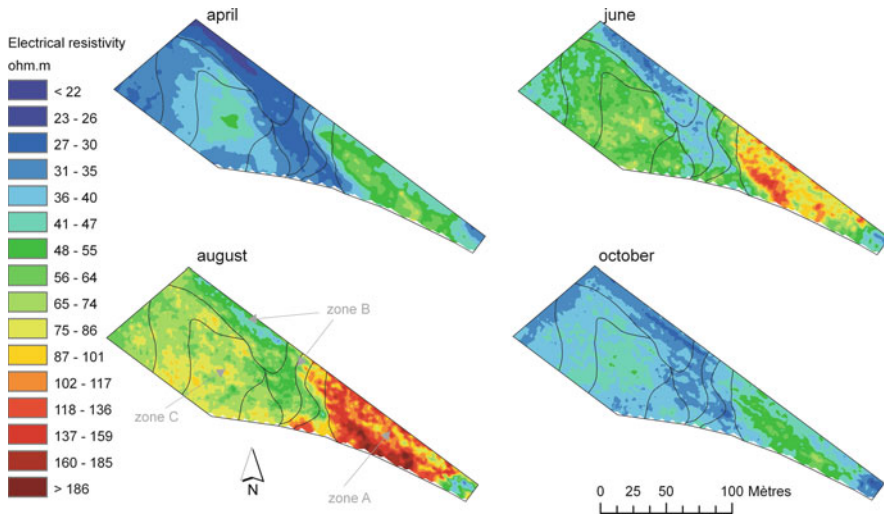 april
june
Electrical resistivity
ohm.m
< 22
23 - 26
27 - 30
31 - 35
36 - 40
41 - 47
48 - 55
56 - 64
65 - 74
75 - 86
87 - 101
102 - 117
118 - 136
137 - 159
160 - 185
> 186
august
october
zone B
zone C
zone A
N
0 25 50 100 Mètres